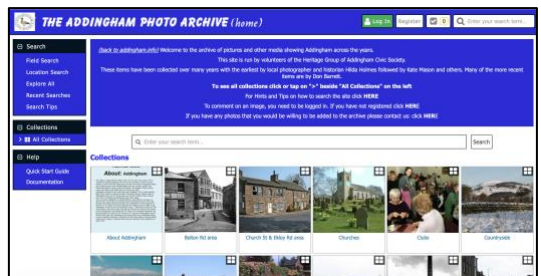 THE ADDINGHAM PHOTO ARCHIVE (home)
Log In
Register
0
Enter your search term...
Search
Field Search
Location Search
Explore All
Recent Searches
Search Tips
Collections
All Collections
Help
Quick Start Guide
Documentation
(back to addingham.info) Welcome to the archive of pictures and other media showing Addingham across the years.
This site is run by volunteers of the Heritage Group of Addingham Civic Society.
These items have been collected over many years with the earliest by local photographer and historian Hilda Holmes followed by Kate Mason and others. Many of the more recent
items are by Don Barrett.
To see all collections click or tap on ">" beside "All Collections" on the left
For Hints and Tips on how to search the site click HERE
To comment on an image, you need to be logged in. If you have not registered click HERE
If you have any photos that you would be willing to be added to the archive please contact us: click HERE!
Enter your search term...
Search
Collections
About: Addingham
About Addingham
Bolton Rd area
Church St & Ilkley Rd area
Churches
Clubs
Countryside